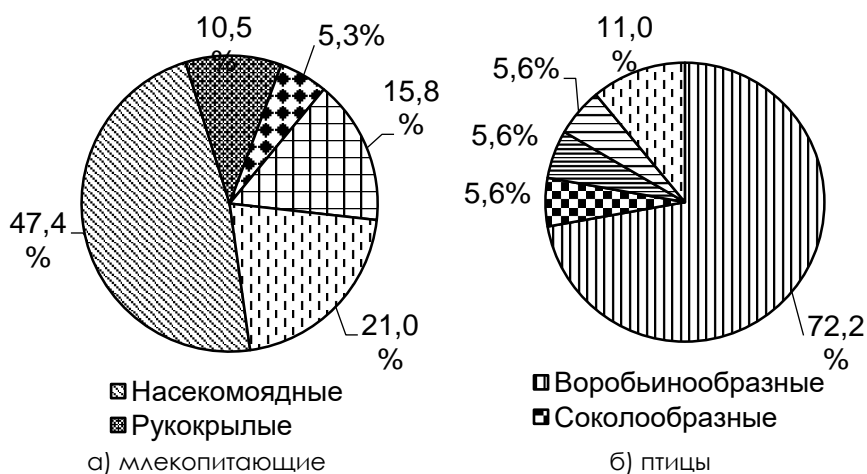 10,5
%
5,3%
15,8
%
47,4
%
21,0
%
Насекомоядные
Рукокрылые
а) млекопитающие
11,0
%
5,6%
5,6%
5,6%
72,2
%
Воробьинообразные
Соколообразные
б) птицы